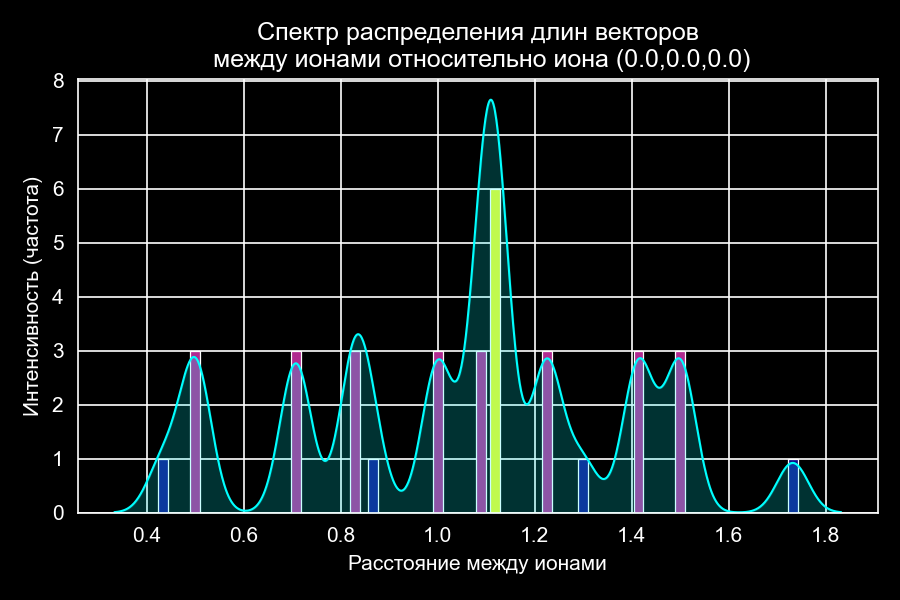 Спектр распределения длин векторов
между ионами относительно иона (0.0,0.0,0.0)
Интенсивность (частота)
8
7
6
5
4
3
2
1
0
0.4 0.6 0.8 1.0 1.2 1.4 1.6 1.8
Расстояние между ионами